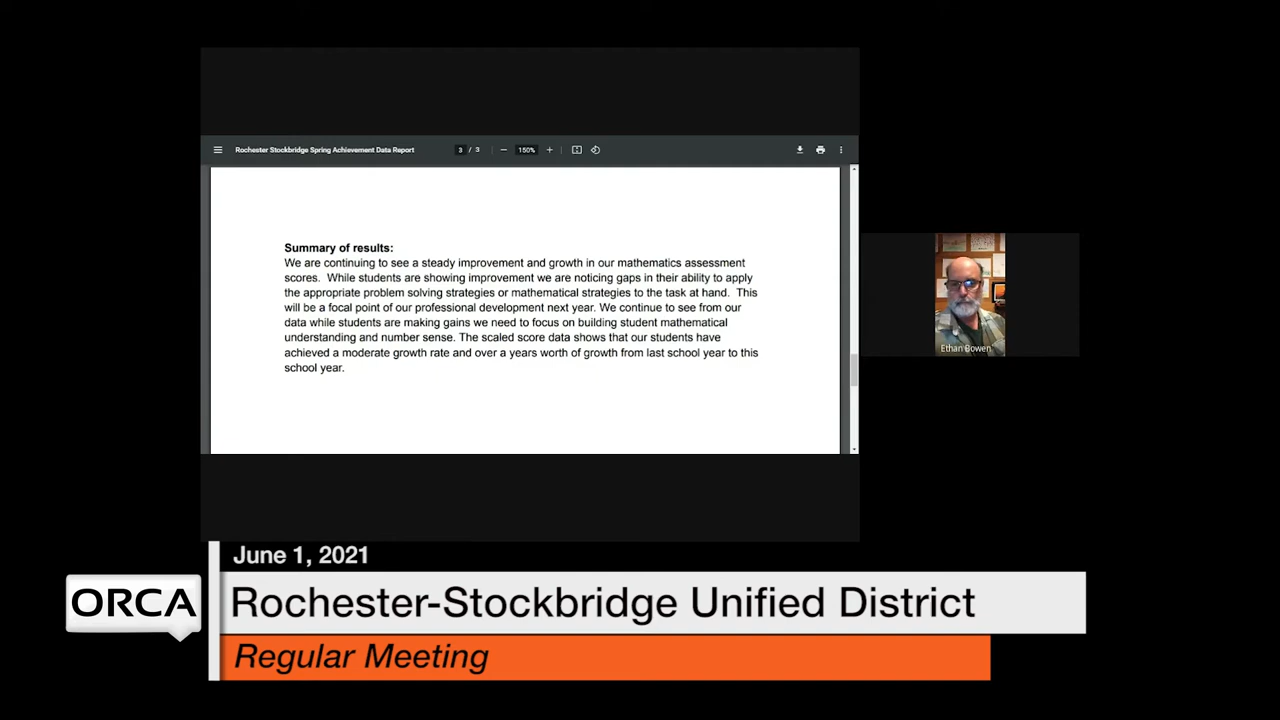 Rochester Stockbridge Spring Achievement Data Report 3 / 3 150%
Summary of results:
We are continuing to see a steady improvement and growth in our mathematics assessment
scores. While students are showing improvement we are noticing gaps in their ability to apply
the appropriate problem solving strategies or mathematical strategies to the task at hand. This
will be a focal point of our professional development next year. We continue to see from our
data while students are making gains we need to focus on building student mathematical
understanding and number sense. The scaled score data shows that our students have
achieved a moderate growth rate and over a years worth of growth from last school year to this
school year.
Ethan Bowen
June 1, 2021
ORCA
Rochester-Stockbridge Unified District
Regular Meeting